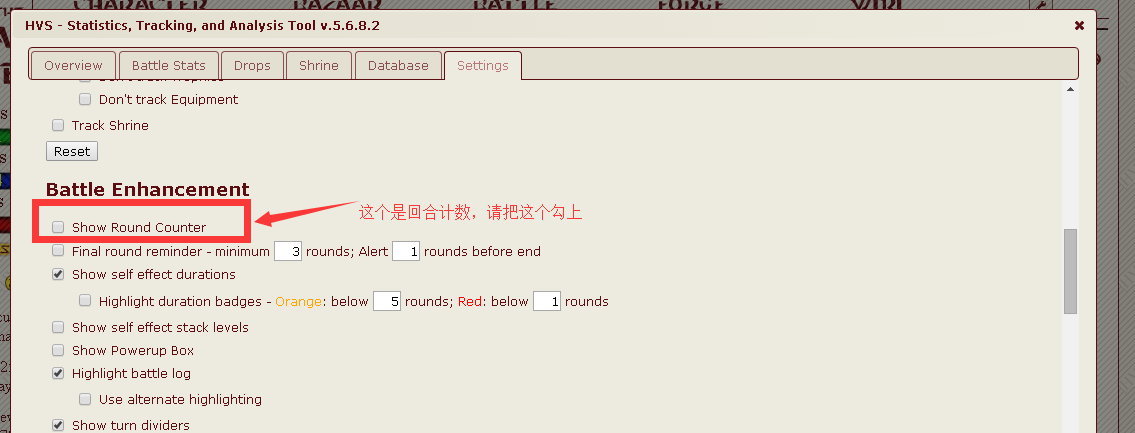 CHARACTER BAZAAR BATTLE FORGE
HVS - Statistics, Tracking, and Analysis Tool v.5.6.8.2
Overview Battle Stats Drops Shrine Database Settings
Don't track Equipment
Track Shrine
Reset
Battle Enhancement
Show Round Counter
这个是回合计数，请把这个勾上
Final round reminder - minimum 3 rounds; Alert 1 rounds before end
Show self effect durations
Highlight duration badges - Orange: below 5 rounds; Red: below 1 rounds
Show self effect stack levels
Show Powerup Box
Highlight battle log
Use alternate highlighting
Show turn dividers